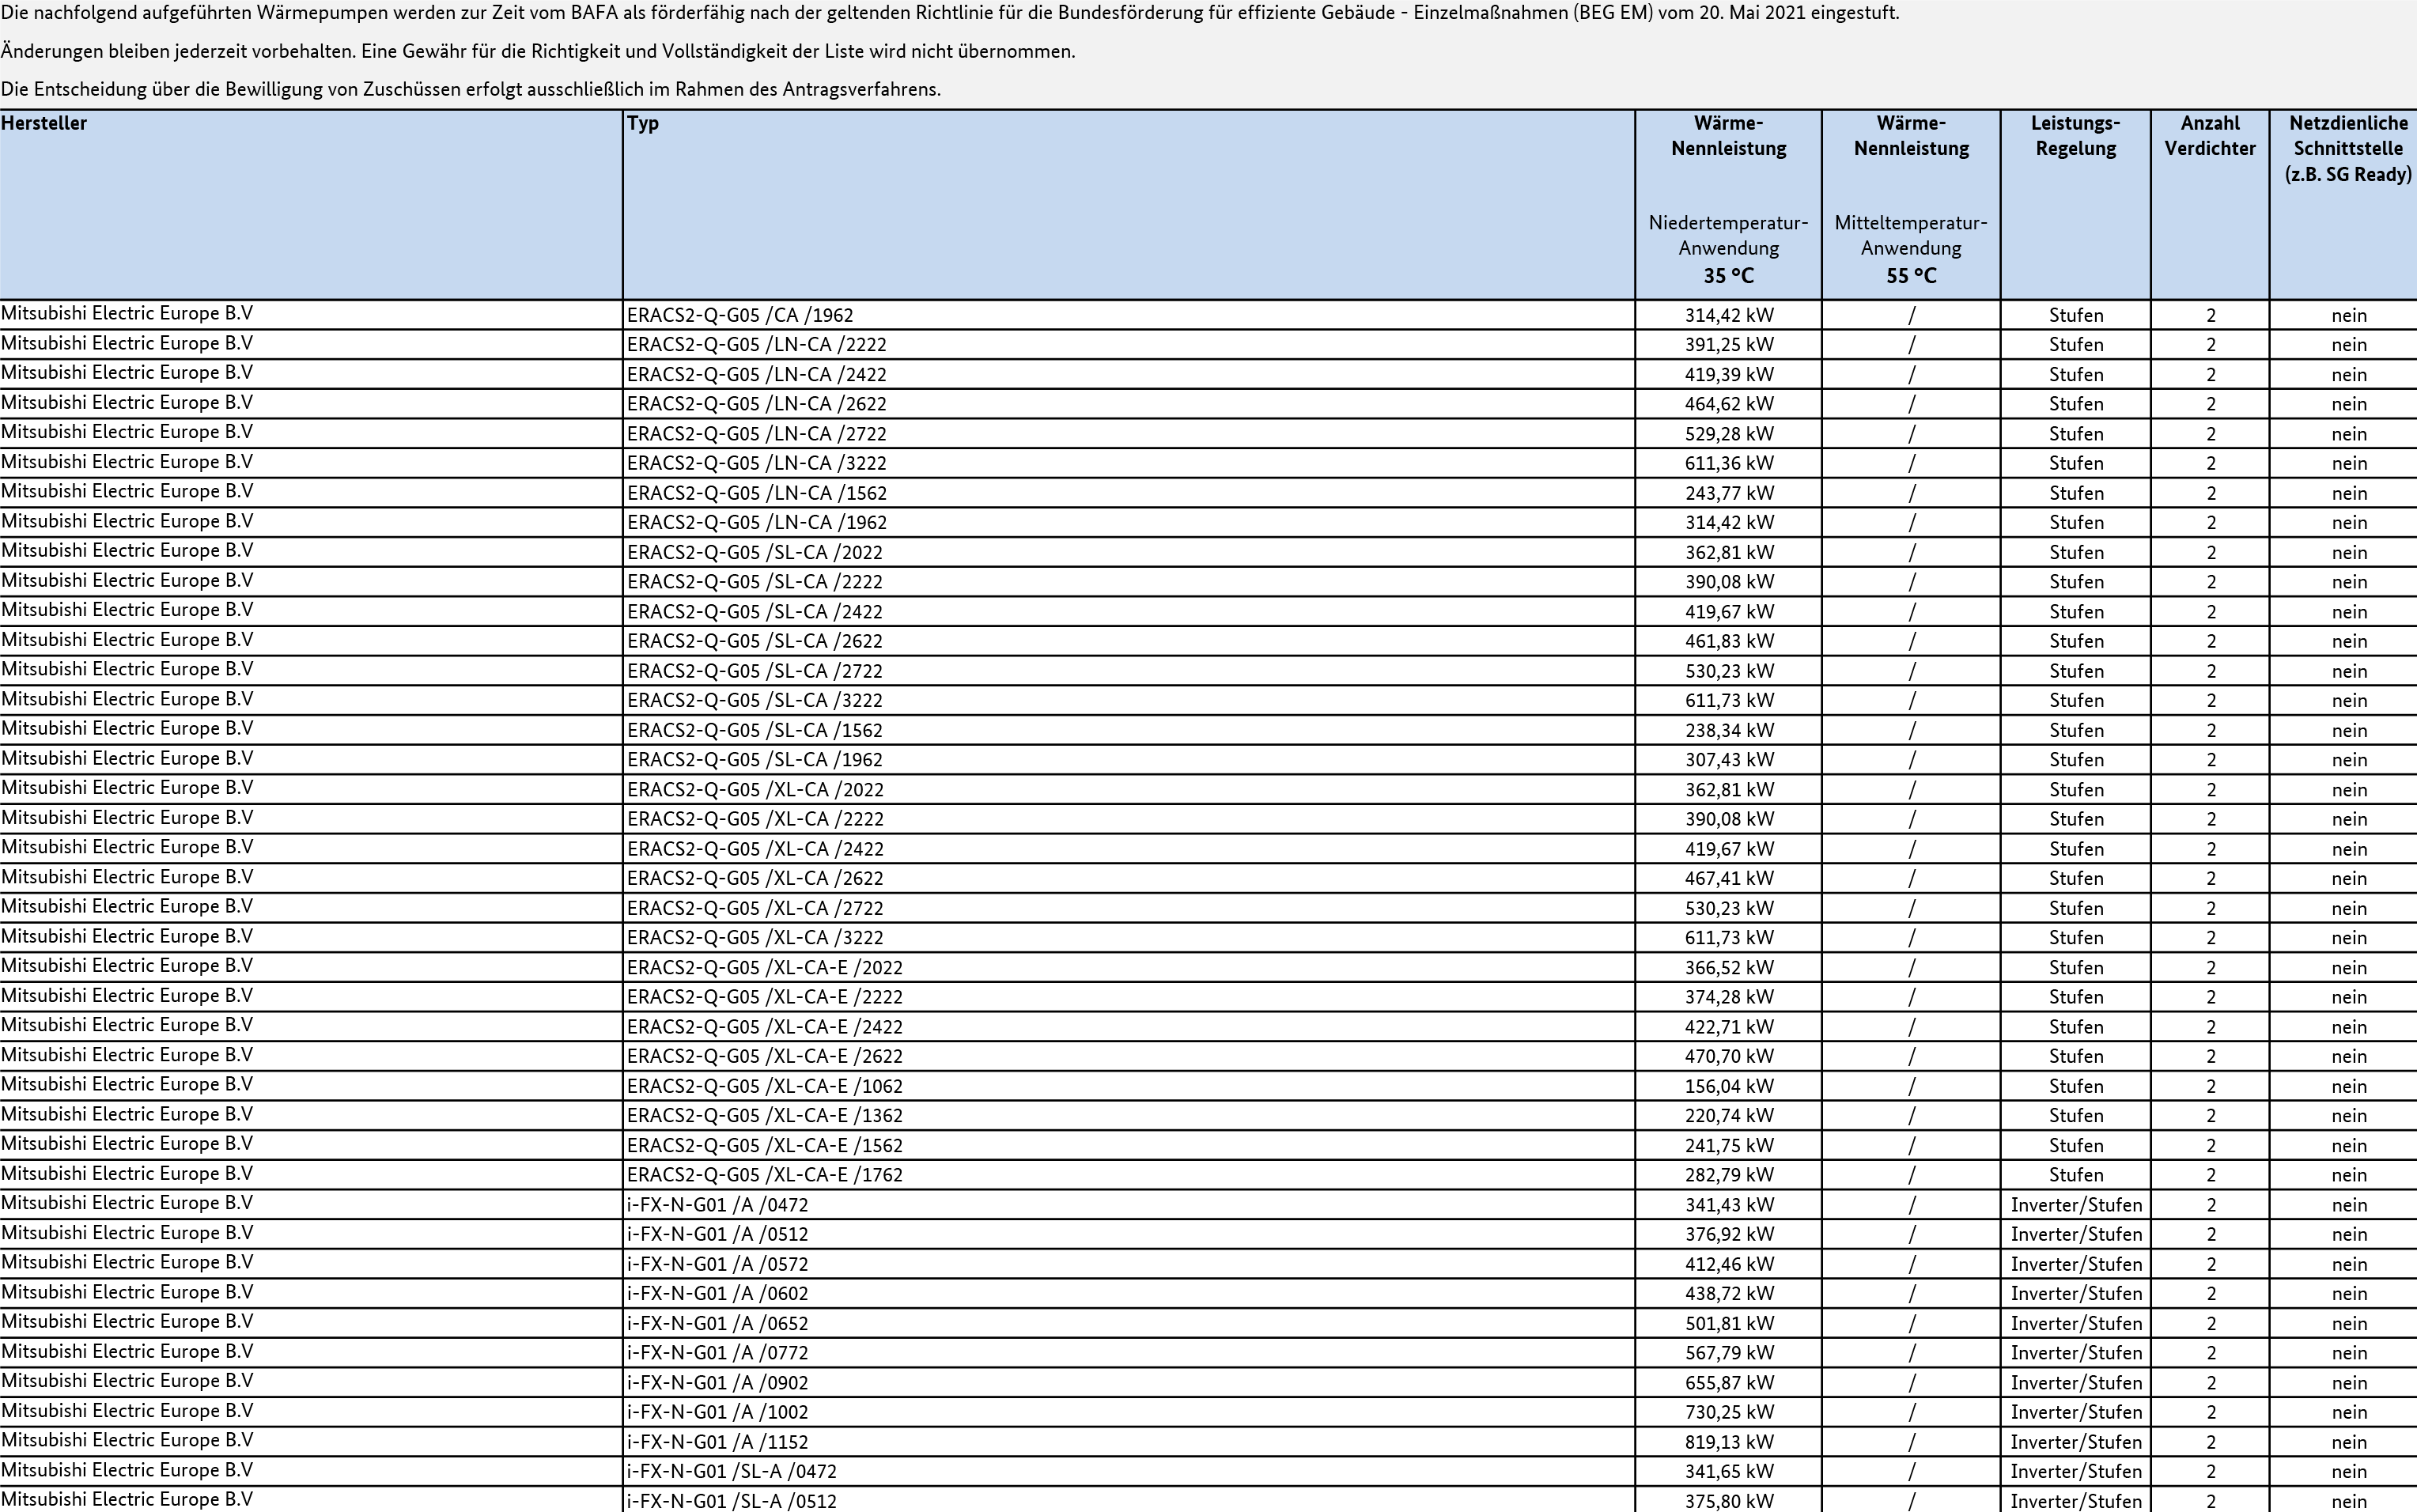 Die nachfolgend aufgeführten Wärmepumpen werden zur Zeit vom BAFA als förderfähig nach der geltenden Richtlinie für die Bundesförderung für effiziente Gebäude - Einzelmaßnahmen (BEG EM) vom 20. Mai 2021 eingestuft.
Änderungen bleiben jederzeit vorbehalten. Eine Gewähr für die Richtigkeit und Vollständigkeit der Liste wird nicht übernommen.
Die Entscheidung über die Bewilligung von Zuschüssen erfolgt ausschließlich im Rahmen des Antragsverfahrens.
Hersteller Typ Wärme- Wärme- Leistungs- Anzahl Netzdienliche
Nennleistung Nennleistung Regelung Verdichter Schnittstelle
(z.B. SG Ready)
Niedertemperatur- Mitteltemperatur-
Anwendung Anwendung
35 °C 55 °C
Mitsubishi Electric Europe B.V ERACS2-Q-G05 /CA /1962 314,42 kW / Stufen 2 nein
Mitsubishi Electric Europe B.V ERACS2-Q-G05 /LN-CA /2222 391,25 kW / Stufen 2 nein
Mitsubishi Electric Europe B.V ERACS2-Q-G05 /LN-CA /2422 419,39 kW / Stufen 2 nein
Mitsubishi Electric Europe B.V ERACS2-Q-G05 /LN-CA /2622 464,62 kW / Stufen 2 nein
Mitsubishi Electric Europe B.V ERACS2-Q-G05 /LN-CA /2722 529,28 kW / Stufen 2 nein
Mitsubishi Electric Europe B.V ERACS2-Q-G05 /LN-CA /3222 611,36 kW / Stufen 2 nein
Mitsubishi Electric Europe B.V ERACS2-Q-G05 /LN-CA /1562 243,77 kW / Stufen 2 nein
Mitsubishi Electric Europe B.V ERACS2-Q-G05 /LN-CA /1962 314,42 kW / Stufen 2 nein
Mitsubishi Electric Europe B.V ERACS2-Q-G05 /SL-CA /2022 362,81 kW / Stufen 2 nein
Mitsubishi Electric Europe B.V ERACS2-Q-G05 /SL-CA /2222 390,08 kW / Stufen 2 nein
Mitsubishi Electric Europe B.V ERACS2-Q-G05 /SL-CA /2422 419,67 kW / Stufen 2 nein
Mitsubishi Electric Europe B.V ERACS2-Q-G05 /SL-CA /2622 461,83 kW / Stufen 2 nein
Mitsubishi Electric Europe B.V ERACS2-Q-G05 /SL-CA /2722 530,23 kW / Stufen 2 nein
Mitsubishi Electric Europe B.V ERACS2-Q-G05 /SL-CA /3222 611,73 kW / Stufen 2 nein
Mitsubishi Electric Europe B.V ERACS2-Q-G05 /SL-CA /1562 238,34 kW / Stufen 2 nein
Mitsubishi Electric Europe B.V ERACS2-Q-G05 /SL-CA /1962 307,43 kW / Stufen 2 nein
Mitsubishi Electric Europe B.V ERACS2-Q-G05 /XL-CA /2022 362,81 kW / Stufen 2 nein
Mitsubishi Electric Europe B.V ERACS2-Q-G05 /XL-CA /2222 390,08 kW / Stufen 2 nein
Mitsubishi Electric Europe B.V ERACS2-Q-G05 /XL-CA /2422 419,67 kW / Stufen 2 nein
Mitsubishi Electric Europe B.V ERACS2-Q-G05 /XL-CA /2622 467,41 kW / Stufen 2 nein
Mitsubishi Electric Europe B.V ERACS2-Q-G05 /XL-CA /2722 530,23 kW / Stufen 2 nein
Mitsubishi Electric Europe B.V ERACS2-Q-G05 /XL-CA /3222 611,73 kW / Stufen 2 nein
Mitsubishi Electric Europe B.V ERACS2-Q-G05 /XL-CA-E /2022 366,52 kW / Stufen 2 nein
Mitsubishi Electric Europe B.V ERACS2-Q-G05 /XL-CA-E /2222 374,28 kW / Stufen 2 nein
Mitsubishi Electric Europe B.V ERACS2-Q-G05 /XL-CA-E /2422 422,71 kW / Stufen 2 nein
Mitsubishi Electric Europe B.V ERACS2-Q-G05 /XL-CA-E /2622 470,70 kW / Stufen 2 nein
Mitsubishi Electric Europe B.V ERACS2-Q-G05 /XL-CA-E /1062 156,04 kW / Stufen 2 nein
Mitsubishi Electric Europe B.V ERACS2-Q-G05 /XL-CA-E /1362 220,74 kW / Stufen 2 nein
Mitsubishi Electric Europe B.V ERACS2-Q-G05 /XL-CA-E /1562 241,75 kW / Stufen 2 nein
Mitsubishi Electric Europe B.V ERACS2-Q-G05 /XL-CA-E /1762 282,79 kW / Stufen 2 nein
Mitsubishi Electric Europe B.V i-FX-N-G01 /A /0472 341,43 kW / Inverter/Stufen 2 nein
Mitsubishi Electric Europe B.V i-FX-N-G01 /A /0512 376,92 kW / Inverter/Stufen 2 nein
Mitsubishi Electric Europe B.V i-FX-N-G01 /A /0572 412,46 kW / Inverter/Stufen 2 nein
Mitsubishi Electric Europe B.V i-FX-N-G01 /A /0602 438,72 kW / Inverter/Stufen 2 nein
Mitsubishi Electric Europe B.V i-FX-N-G01 /A /0652 501,81 kW / Inverter/Stufen 2 nein
Mitsubishi Electric Europe B.V i-FX-N-G01 /A /0772 567,79 kW / Inverter/Stufen 2 nein
Mitsubishi Electric Europe B.V i-FX-N-G01 /A /0902 655,87 kW / Inverter/Stufen 2 nein
Mitsubishi Electric Europe B.V i-FX-N-G01 /A /1002 730,25 kW / Inverter/Stufen 2 nein
Mitsubishi Electric Europe B.V i-FX-N-G01 /A /1152 819,13 kW / Inverter/Stufen 2 nein
Mitsubishi Electric Europe B.V i-FX-N-G01 /SL-A /0472 341,65 kW / Inverter/Stufen 2 nein
Mitsubishi Electric Europe B.V i-FX-N-G01 /SL-A /0512 375,80 kW / Inverter/Stufen 2 nein